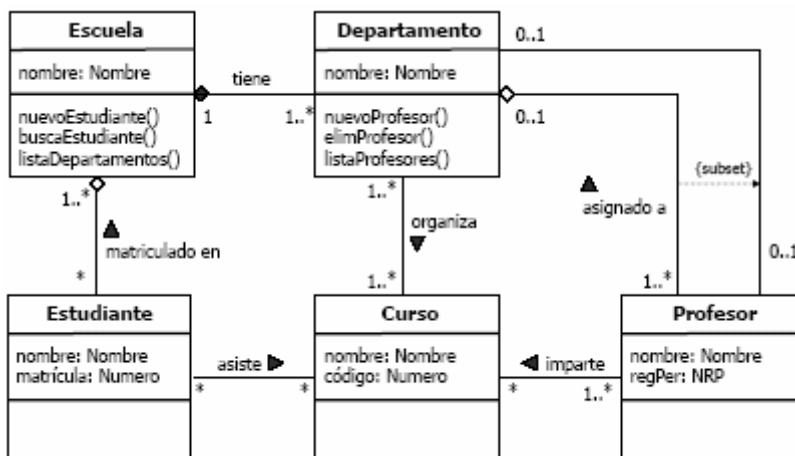 Escuela
nombre: Nombre
nuevoEstudiante()
buscaEstudiante()
listaDepartamentos()
tiene
1
1..*
Departamento
nombre: Nombre
nuevoProfesor()
elimProfesor()
listaProfesores()
0..1
0..1
{subset}
1..*
matriculado en
*
1..*
organiza
1..*
asignado a
1..*
0..1
Estudiante
nombre: Nombre
matrícula: Numero
asiste
*
*
Curso
nombre: Nombre
código: Numero
imparte
*
1..*
Profesor
nombre: Nombre
regPer: NRP